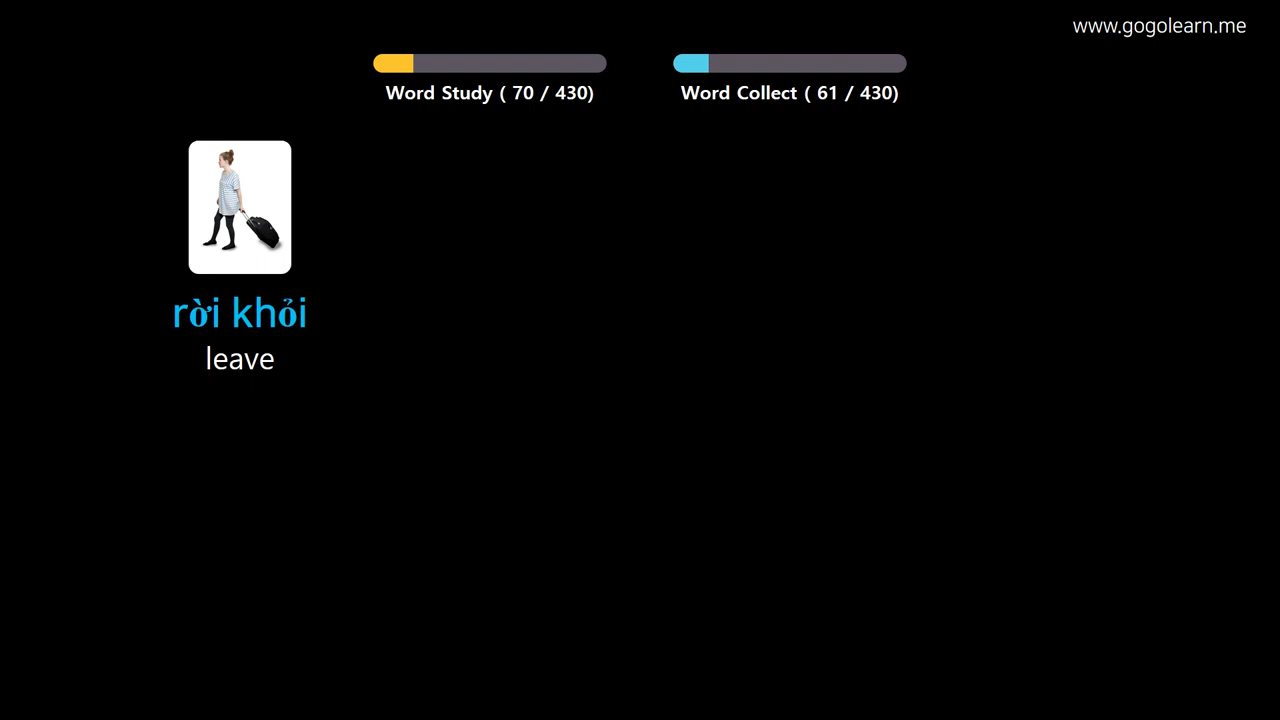 www.gogolearn.me
Word Study ( 70 / 430)
Word Collect ( 61 / 430)
rời khỏi
leave